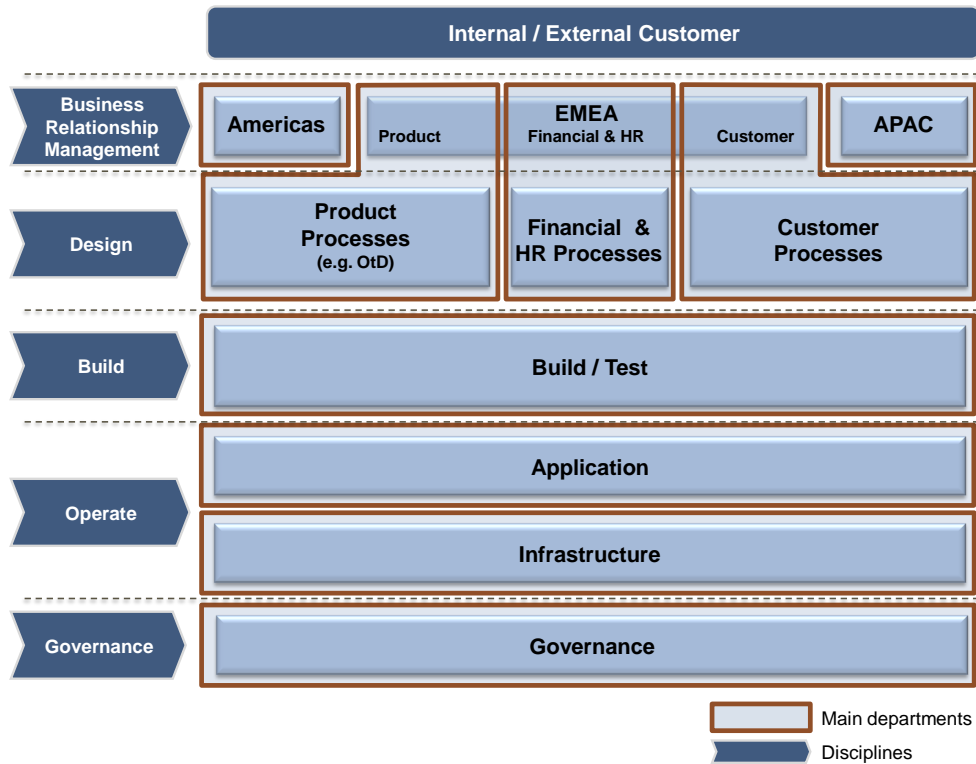 Internal / External Customer
Business
Relationship
Management
Americas
Product
EMEA
Financial & HR
Customer
APAC
Design
Product
Processes
(e.g. OtD)
Financial &
HR Processes
Customer
Processes
Build
Build / Test
Operate
Application
Infrastructure
Governance
Governance
Main departments
Disciplines